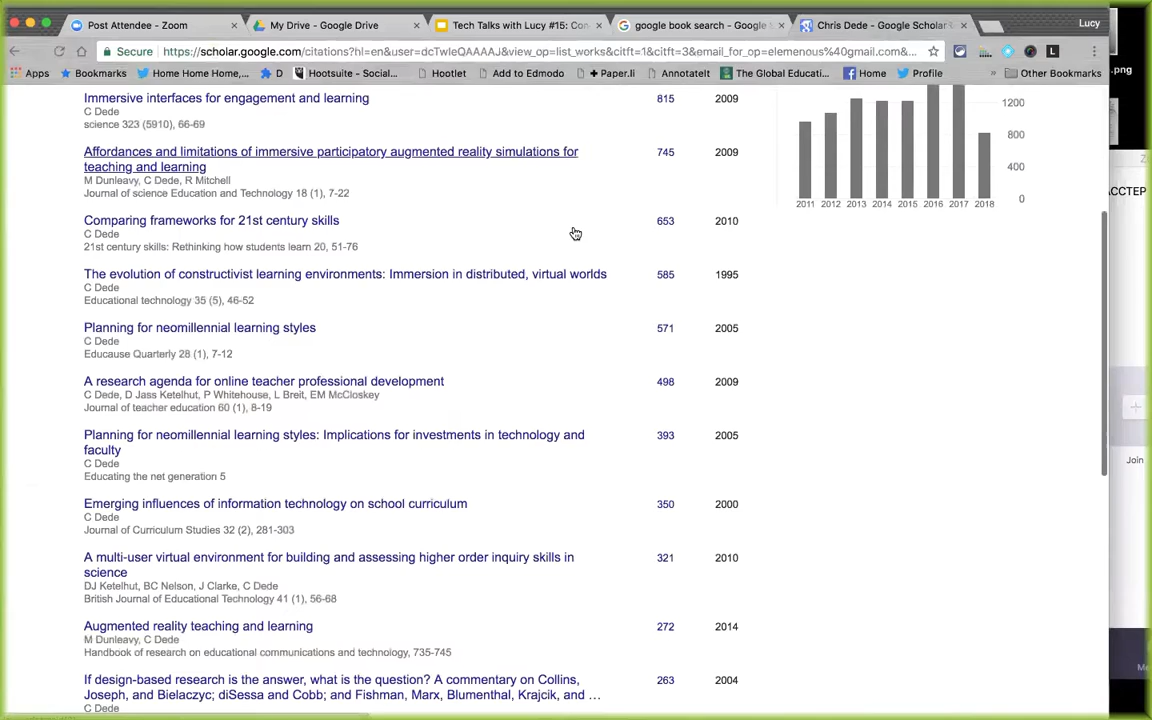 Post Attendee - Zoom
My Drive - Google Drive
Tech Talks with Lucy #15: Con
google book search - Google
Chris Dede - Google Scholar
Lucy
Secure
https://scholar.google.com/citations?hl=en&user=dcTwIeQAAAAJ&view_op=list_works&citft=1&citft=3&email_for_op=elemenous%40gmail.com&...
Apps
Bookmarks
Home Home Home,...
D
Hootsuite - Social...
Hootlet
Add to Edmodo
+ Paper.li
AnnotateIt
The Global Educati...
Home
Profile
»
Other Bookmarks
.png
Immersive interfaces for engagement and learning 815 2009
C Dede
science 323 (5910), 66-69
Affordances and limitations of immersive participatory augmented reality simulations for 745 2009
teaching and learning
M Dunleavy, C Dede, R Mitchell
Journal of science Education and Technology 18 (1), 7-22
Comparing frameworks for 21st century skills 653 2010
C Dede
21st century skills: Rethinking how students learn 20, 51-76
The evolution of constructivist learning environments: Immersion in distributed, virtual worlds 585 1995
C Dede
Educational technology 35 (5), 46-52
Planning for neomillennial learning styles 571 2005
C Dede
Educause Quarterly 28 (1), 7-12
A research agenda for online teacher professional development 498 2009
C Dede, D Jass Ketelhut, P Whitehouse, L Breit, EM McCloskey
Journal of teacher education 60 (1), 8-19
Planning for neomillennial learning styles: Implications for investments in technology and 393 2005
faculty
C Dede
Educating the net generation 5
Emerging influences of information technology on school curriculum 350 2000
C Dede
Journal of Curriculum Studies 32 (2), 281-303
A multi-user virtual environment for building and assessing higher order inquiry skills in 321 2010
science
DJ Ketelhut, BC Nelson, J Clarke, C Dede
British Journal of Educational Technology 41 (1), 56-68
Augmented reality teaching and learning 272 2014
M Dunleavy, C Dede
Handbook of research on educational communications and technology, 735-745
If design-based research is the answer, what is the question? A commentary on Collins, 263 2004
Joseph, and Bielaczyc; diSessa and Cobb; and Fishman, Marx, Blumenthal, Krajcik, and …
C Dede
1200
800
400
0
2011 2012 2013 2014 2015 2016 2017 2018
CCTEP
Join